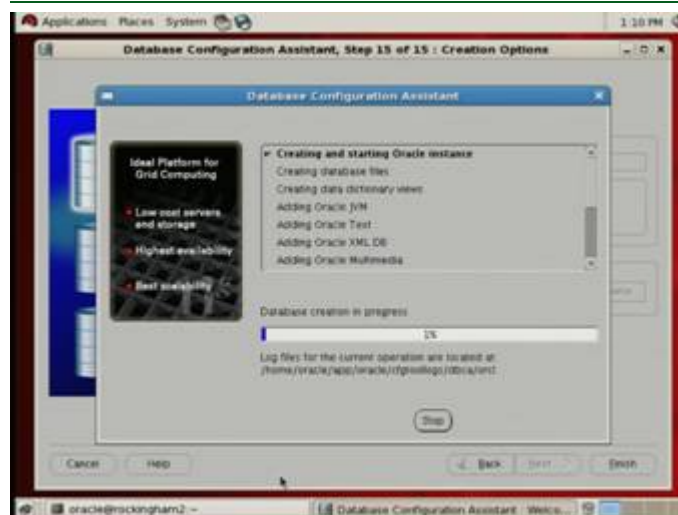 Applications Places System
1:10 PM
Database Configuration Assistant, Step 15 of 15 : Creation Options
Database Configuration Assistant
Ideal Platform for
Grid Computing
Low cost servers
and storage
Highest availability
Best scalability
Creating and starting Oracle instance
Creating database files
Creating data dictionary views
Adding Oracle JVM
Adding Oracle Text
Adding Oracle XML DB
Adding Oracle Multimedia
Database creation in progress
1%
Log files for the current operation are located at:
/home/oracle/app/oracle/cfgtoollogs/dbca/orcl
Stop
Cancel
Help
Back
Next
Finish
oracle@rockingham2:~
Database Configuration Assistant : Welco...